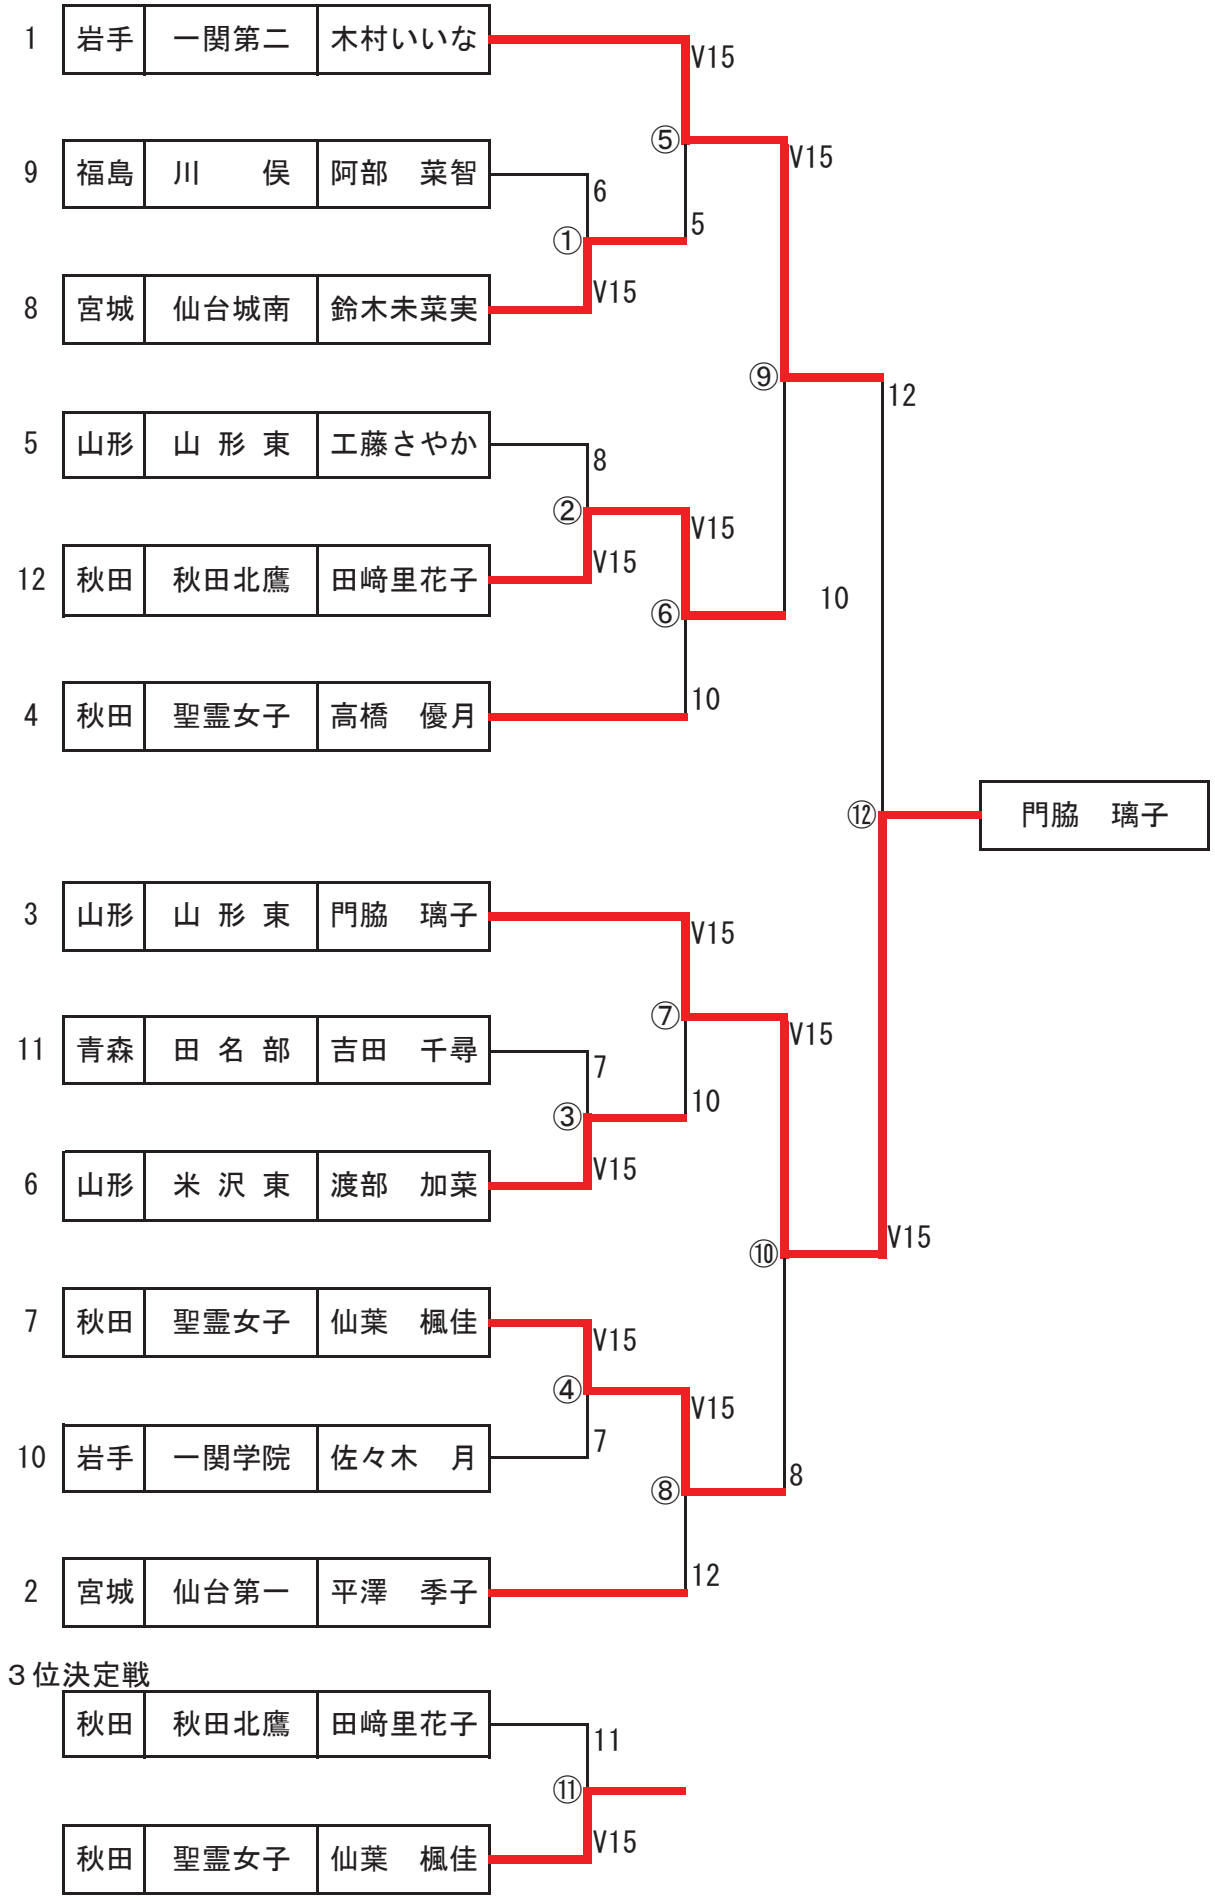 1 岩手 一関第二 木村いいな
V15
⑤
V15
9 福島 川　俣 阿部　菜智
6
5
①
8 宮城 仙台城南 鈴木未菜実
V15
⑨
12
5 山形 山 形 東 工藤さやか
8
②
V15
12 秋田 秋田北鷹 田﨑里花子
V15
10
⑥
4 秋田 聖霊女子 高橋　優月
10
⑫
門脇　璃子
3 山形 山 形 東 門脇　璃子
V15
⑦
V15
11 青森 田 名 部 吉田　千尋
7
10
③
6 山形 米 沢 東 渡部　加菜
V15
V15
⑩
7 秋田 聖霊女子 仙葉　楓佳
V15
④
V15
10 岩手 一関学院 佐々木　月
7
8
⑧
2 宮城 仙台第一 平澤　季子
12
３位決定戦
秋田 秋田北鷹 田﨑里花子
11
⑪
秋田 聖霊女子 仙葉　楓佳
V15